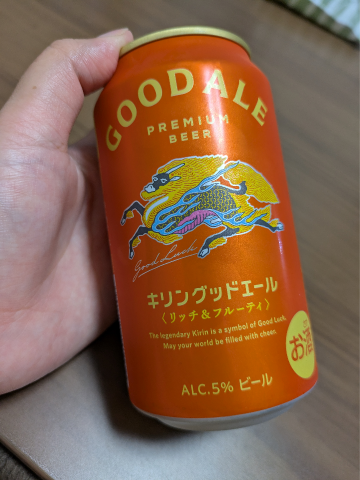 GOOD ALE
PREMIUM
BEER
Good Luck
キリングッドエール
〈リッチ&フルーティ〉
The legendary Kirin is a symbol of Good Luck.
May your world be filled with cheer.
お酒
ALC.5% ビール